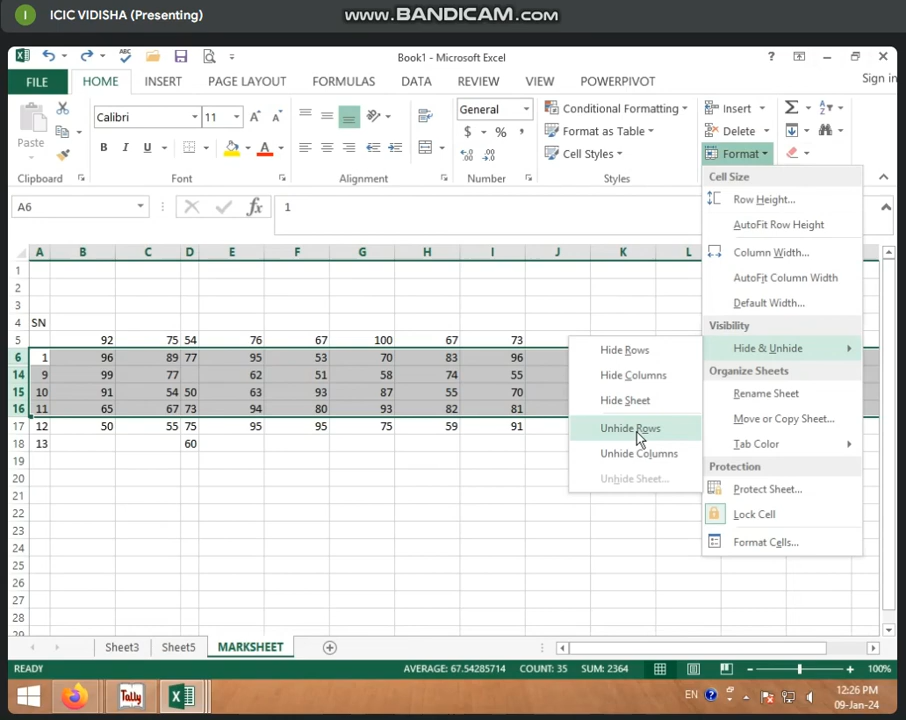 I ICIC VIDISHA (Presenting)
WWW.BANDICAM.COM
Book1 - Microsoft Excel
FILE HOME INSERT PAGE LAYOUT FORMULAS DATA REVIEW VIEW POWERPIVOT Sign in
Paste Calibri 11 General Conditional Formatting Insert
B I U $ % Format as Table Delete
Cell Styles Format
Clipboard Font Alignment Number Styles
A6 1
Cell Size
Row Height...
AutoFit Row Height
Column Width...
AutoFit Column Width
Default Width...
Visibility
Hide & Unhide
Organize Sheets
Rename Sheet
Move or Copy Sheet...
Tab Color
Protection
Protect Sheet...
Lock Cell
Format Cells...
Hide Rows
Hide Columns
Hide Sheet
Unhide Rows
Unhide Columns
Unhide Sheet...
A B C D E F G H I J K L
1
2
3
4 SN
5 92 75 54 76 67 100 67 73
6 1 96 89 77 95 53 70 83 96
14 9 99 77 62 51 58 74 55
15 10 91 54 50 63 93 87 55 70
16 11 65 67 73 94 80 93 82 81
17 12 50 55 75 95 95 75 59 91
18 13 60
19
20
21
22
23
24
25
26
27
28
29
Sheet3 Sheet5 MARKSHEET
READY AVERAGE: 67.54285714 COUNT: 35 SUM: 2364 100%
Tally EN 12:26 PM
09-Jan-24